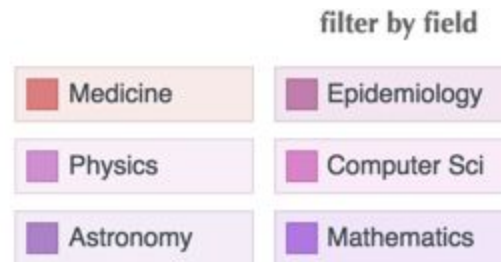 filter by field
Medicine
Epidemiology
Physics
Computer Sci
Astronomy
Mathematics